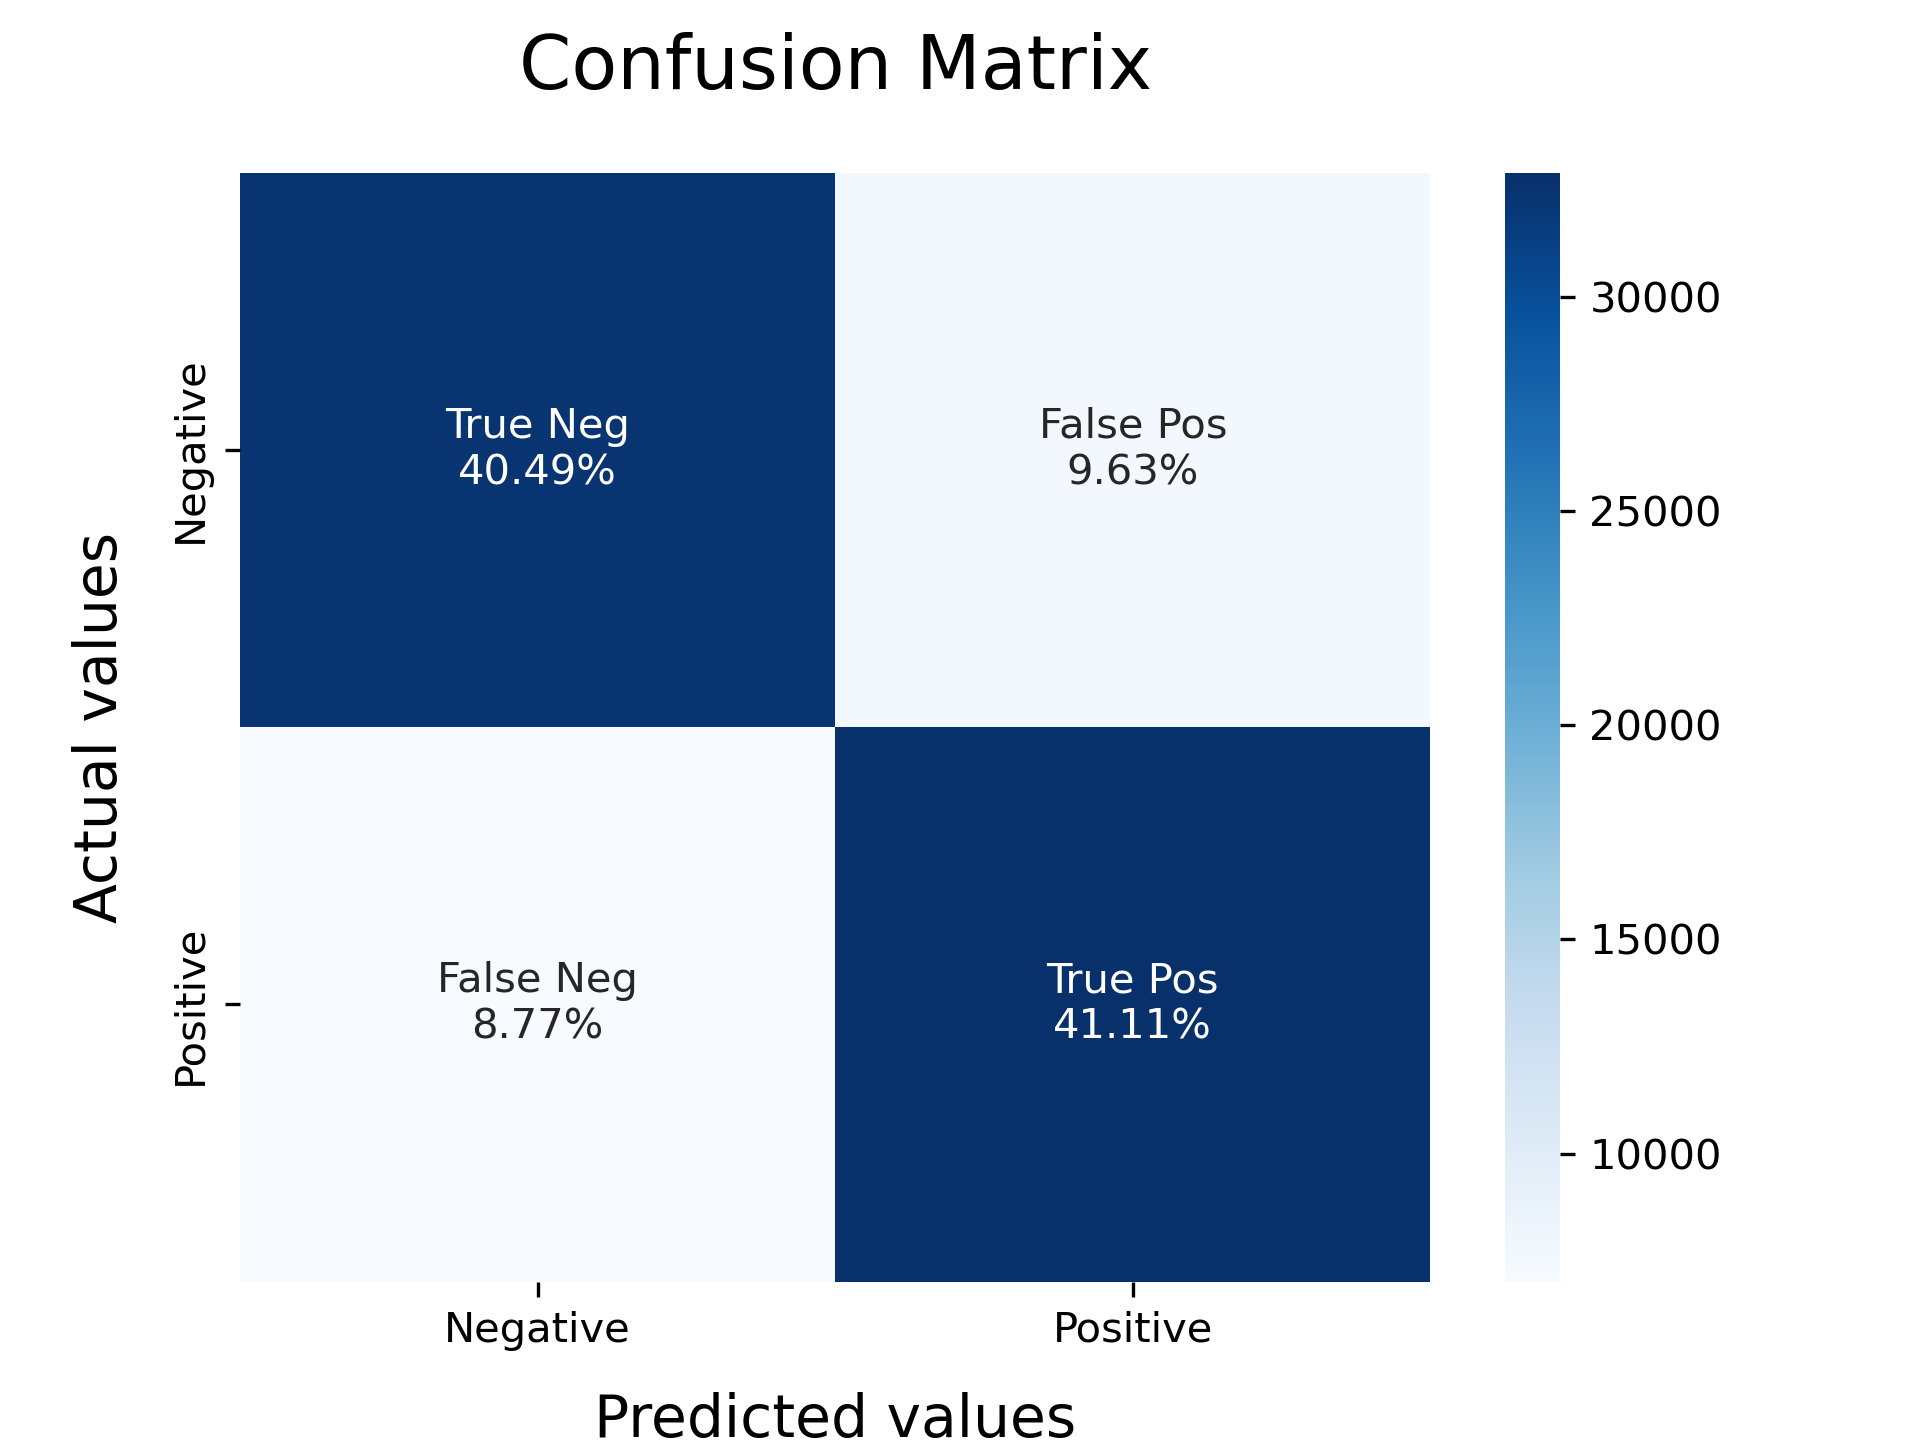 Confusion Matrix
Actual values
Negative
Positive
True Neg
40.49%
False Pos
9.63%
False Neg
8.77%
True Pos
41.11%
Negative
Positive
Predicted values
30000
25000
20000
15000
10000